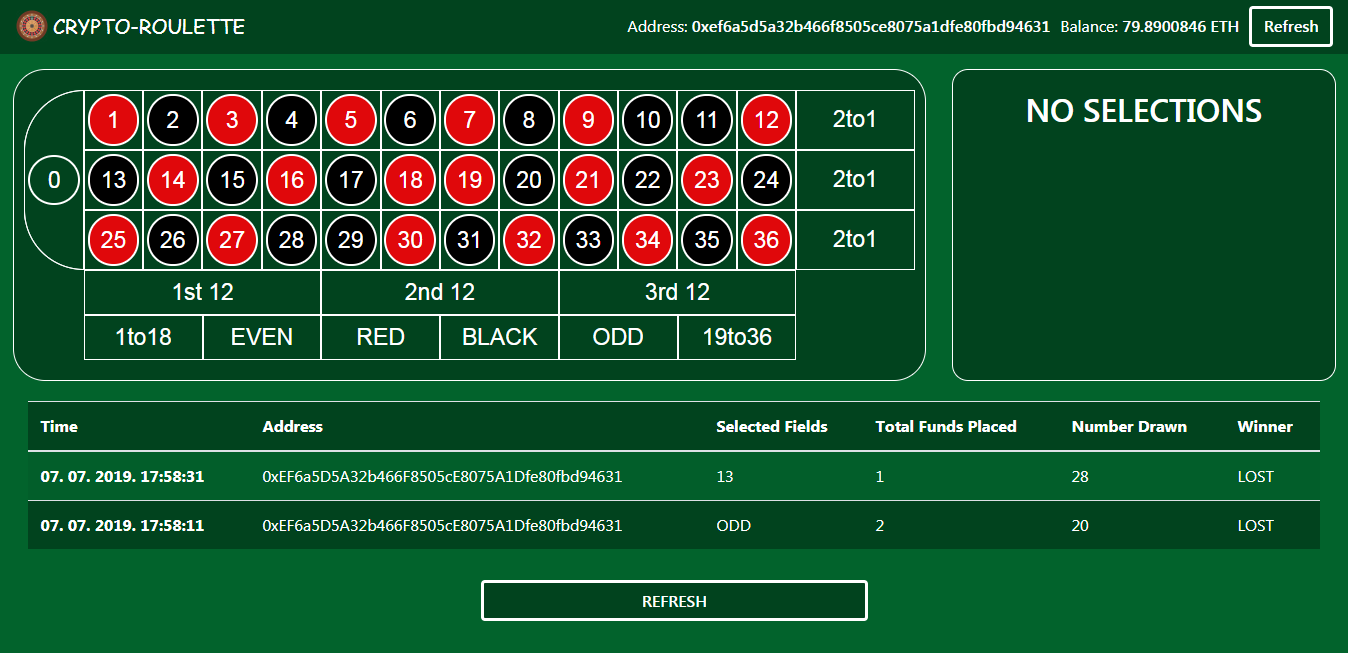 CRYPTO-ROULETTE Address: 0xef6a5d5a32b466f8505ce8075a1dfe80fbd94631 Balance: 79.8900846 ETH Refresh
1 2 3 4 5 6 7 8 9 10 11 12 2to1
0 13 14 15 16 17 18 19 20 21 22 23 24 2to1
25 26 27 28 29 30 31 32 33 34 35 36 2to1
1st 12 2nd 12 3rd 12
1to18 EVEN RED BLACK ODD 19to36
NO SELECTIONS
Time Address Selected Fields Total Funds Placed Number Drawn Winner
07. 07. 2019. 17:58:31 0xEF6a5D5A32b466F8505cE8075A1Dfe80fbd94631 13 1 28 LOST
07. 07. 2019. 17:58:11 0xEF6a5D5A32b466F8505cE8075A1Dfe80fbd94631 ODD 2 20 LOST
REFRESH